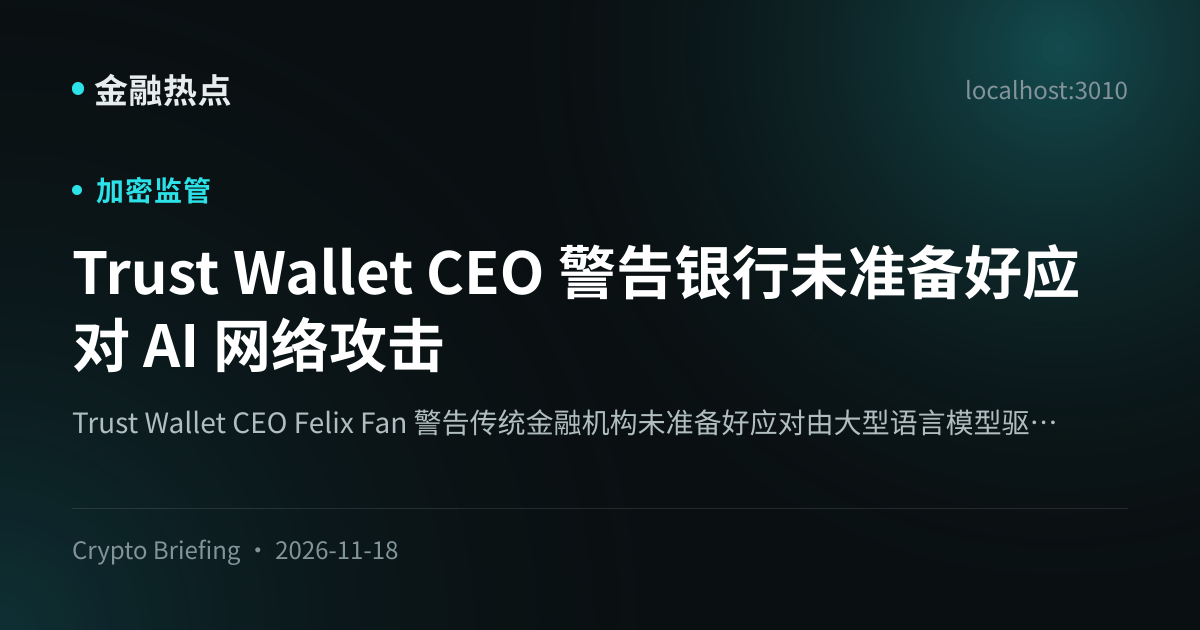 金融热点
localhost:3010
加密监管
Trust Wallet CEO 警告银行未准备好应
对 AI 网络攻击
Trust Wallet CEO Felix Fan 警告传统金融机构未准备好应对由大型语言模型驱…
Crypto Briefing · 2026-11-18